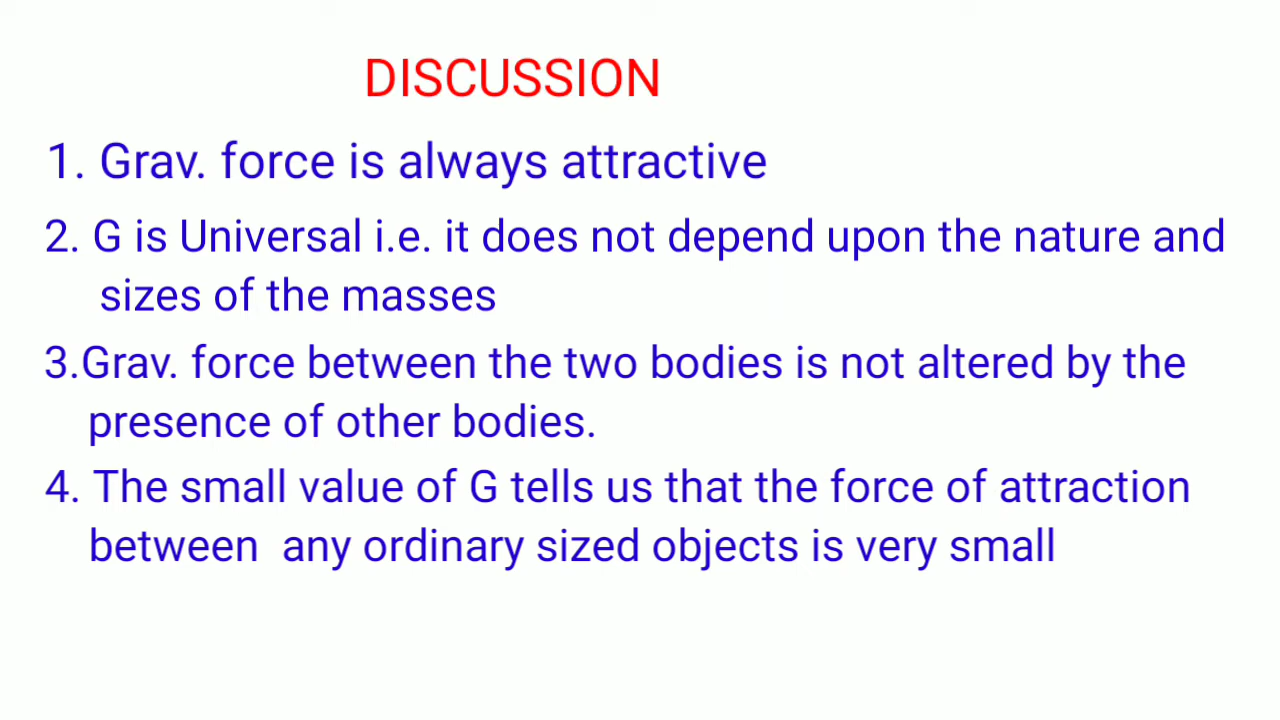 DISCUSSION
1. Grav. force is always attractive
2. G is Universal i.e. it does not depend upon the nature and
sizes of the masses
3.Grav. force between the two bodies is not altered by the
presence of other bodies.
4. The small value of G tells us that the force of attraction
between  any ordinary sized objects is very small